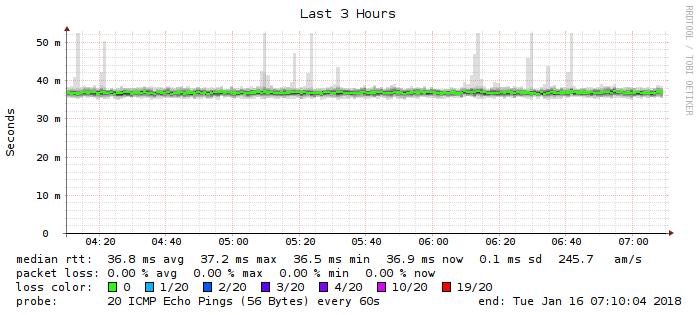 Last 3 Hours
RRDTOOL / TOBI OETIKER
Seconds
50 m
40 m
30 m
20 m
10 m
0
04:20 04:40 05:00 05:20 05:40 06:00 06:20 06:40 07:00
median rtt: 36.8 ms avg 37.2 ms max 36.5 ms min 36.9 ms now 0.1 ms sd 245.7 am/s
packet loss: 0.00 % avg 0.00 % max 0.00 % min 0.00 % now
loss color: 0 1/20 2/20 3/20 4/20 10/20 19/20
probe: 20 ICMP Echo Pings (56 Bytes) every 60s end: Tue Jan 16 07:10:04 2018